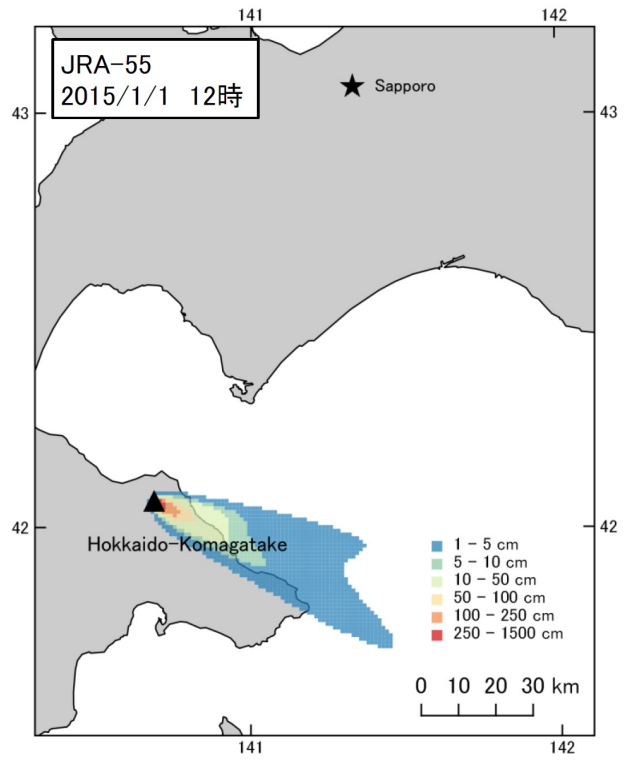 141
142
JRA-55
2015/1/1 12時
Sapporo
43
43
42
42
Hokkaido-Komagatake
1 - 5 cm
5 - 10 cm
10 - 50 cm
50 - 100 cm
100 - 250 cm
250 - 1500 cm
0 10 20 30 km
141
142